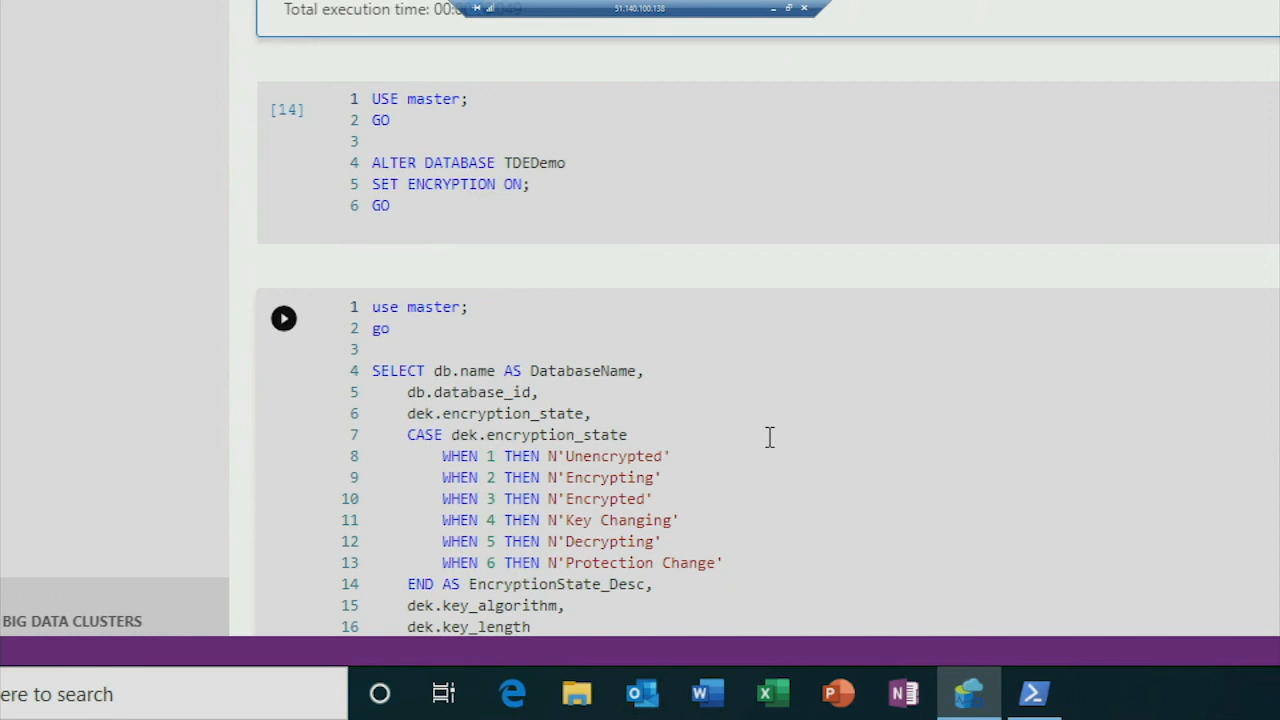 Total execution time: 00:
51.140.100.138
[14]
1 USE master;
2 GO
3
4 ALTER DATABASE TDEDemo
5 SET ENCRYPTION ON;
6 GO
1 use master;
2 go
3
4 SELECT db.name AS DatabaseName,
5 db.database_id,
6 dek.encryption_state,
7 CASE dek.encryption_state
8 WHEN 1 THEN N'Unencrypted'
9 WHEN 2 THEN N'Encrypting'
10 WHEN 3 THEN N'Encrypted'
11 WHEN 4 THEN N'Key Changing'
12 WHEN 5 THEN N'Decrypting'
13 WHEN 6 THEN N'Protection Change'
14 END AS EncryptionState_Desc,
15 dek.key_algorithm,
16 dek.key_length
BIG DATA CLUSTERS
ere to search